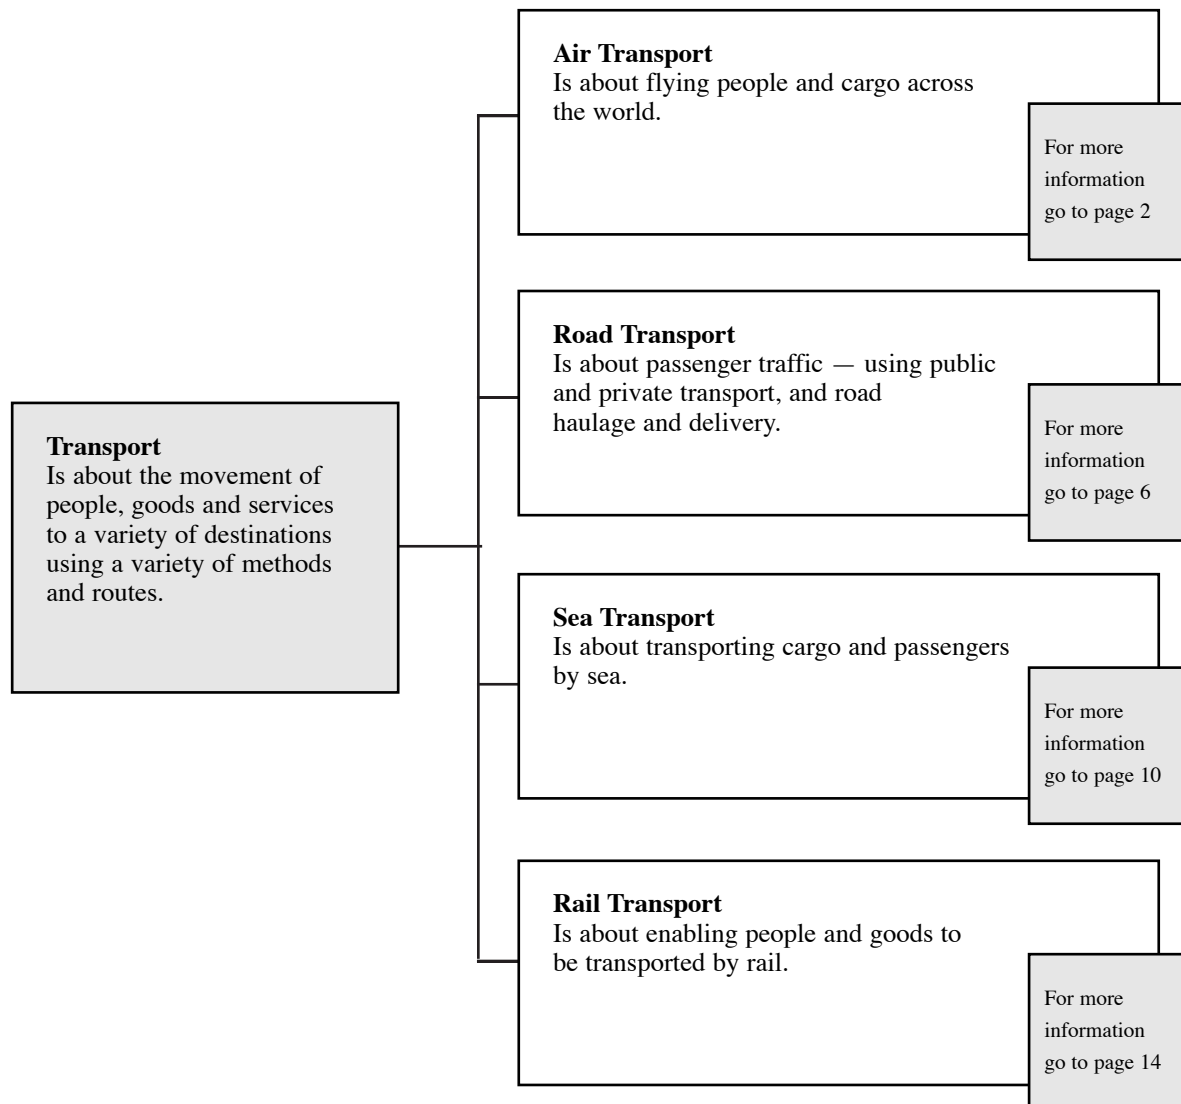 Air Transport
Is about flying people and cargo across
the world.
For more
information
go to page 2
Road Transport
Is about passenger traffic — using public
and private transport, and road
haulage and delivery.
For more
information
go to page 6
Transport
Is about the movement of
people, goods and services
to a variety of destinations
using a variety of methods
and routes.
Sea Transport
Is about transporting cargo and passengers
by sea.
For more
information
go to page 10
Rail Transport
Is about enabling people and goods to
be transported by rail.
For more
information
go to page 14